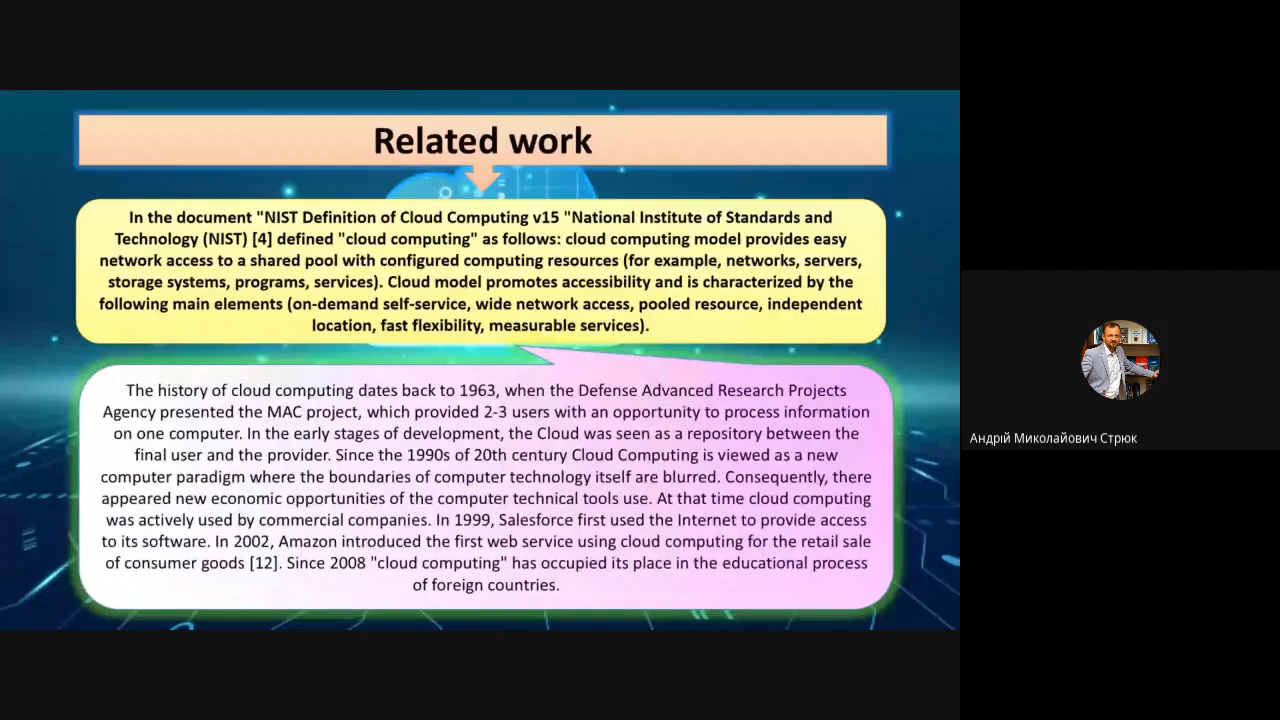 Related work
In the document "NIST Definition of Cloud Computing v15 "National Institute of Standards and
Technology (NIST) [4] defined "cloud computing" as follows: cloud computing model provides easy
network access to a shared pool with configured computing resources (for example, networks, servers,
storage systems, programs, services). Cloud model promotes accessibility and is characterized by the
following main elements (on-demand self-service, wide network access, pooled resource, independent
location, fast flexibility, measurable services).
The history of cloud computing dates back to 1963, when the Defense Advanced Research Projects
Agency presented the MAC project, which provided 2-3 users with an opportunity to process information
on one computer. In the early stages of development, the Cloud was seen as a repository between the
final user and the provider. Since the 1990s of 20th century Cloud Computing is viewed as a new
computer paradigm where the boundaries of computer technology itself are blurred. Consequently, there
appeared new economic opportunities of the computer technical tools use. At that time cloud computing
was actively used by commercial companies. In 1999, Salesforce first used the Internet to provide access
to its software. In 2002, Amazon introduced the first web service using cloud computing for the retail sale
of consumer goods [12]. Since 2008 "cloud computing" has occupied its place in the educational process
of foreign countries.
Андрій Миколайович Стрюк